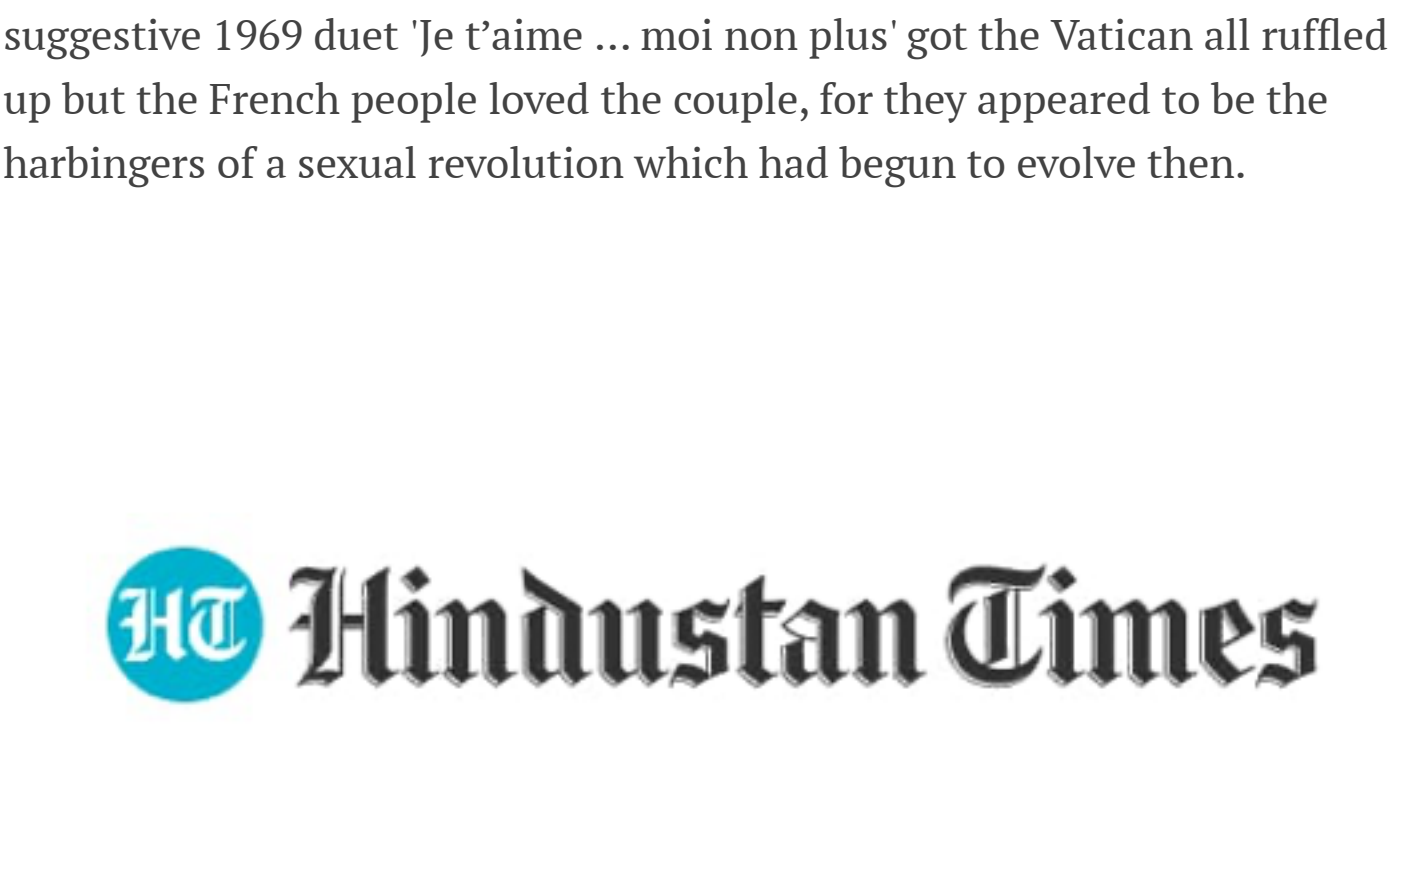 suggestive 1969 duet 'Je t’aime ... moi non plus' got the Vatican all ruffled
up but the French people loved the couple, for they appeared to be the
harbingers of a sexual revolution which had begun to evolve then.
HT Hindustan Times